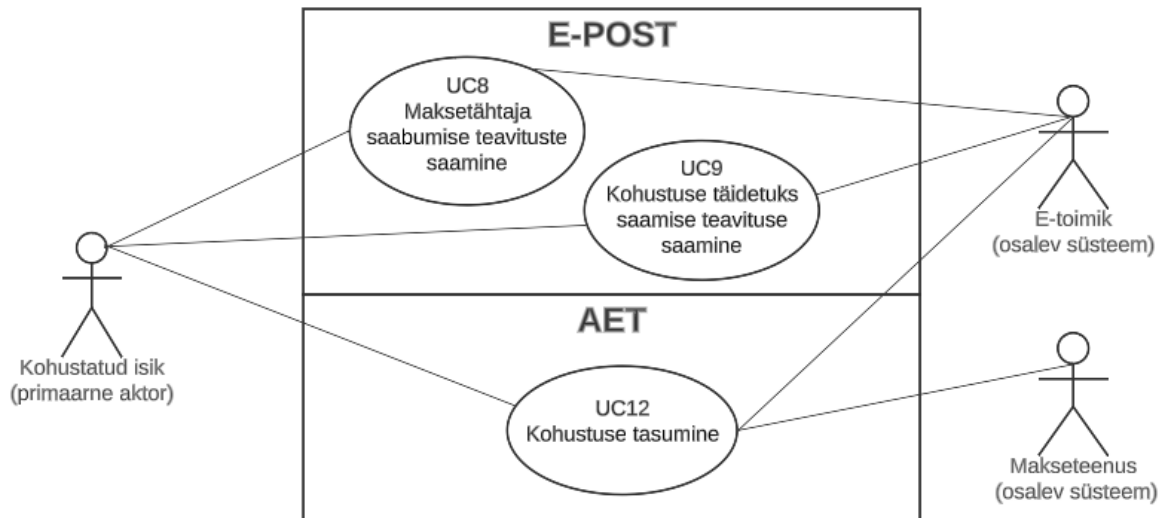 E-POST
UC8
Maksetähtaja
saabumise teavituste
saamine
UC9
Kohustuse täidetuks
saamise teavituse
saamine
E-toimik
(osalev süsteem)
Kohustatud isik
(primaarne aktor)
AET
UC12
Kohustuse tasumine
Makseteenus
(osalev süsteem)